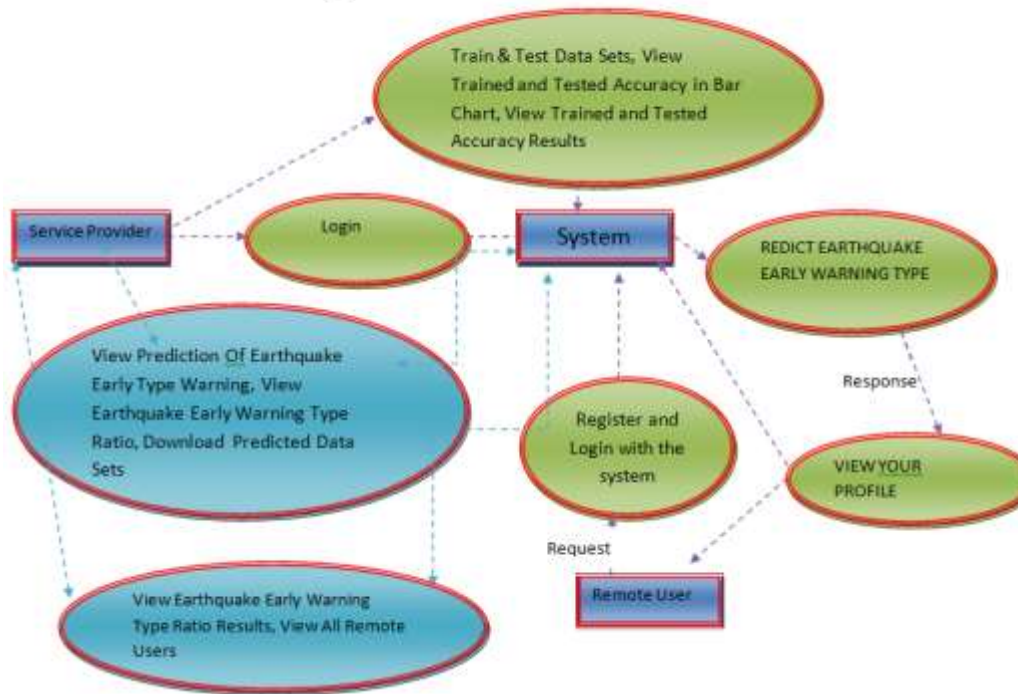 Train & Test Data Sets, View
Trained and Tested Accuracy in Bar
Chart, View Trained and Tested
Accuracy Results
Service Provider
Login
System
REDICT EARTHQUAKE
EARLY WARNING TYPE
View Prediction Of Earthquake
Early Type Warning, View
Earthquake Early Warning Type
Ratio, Download Predicted Data
Sets
Response
Register and
Login with the
system
VIEW YOUR
PROFILE
Request
Remote User
View Earthquake Early Warning
Type Ratio Results, View All Remote
Users